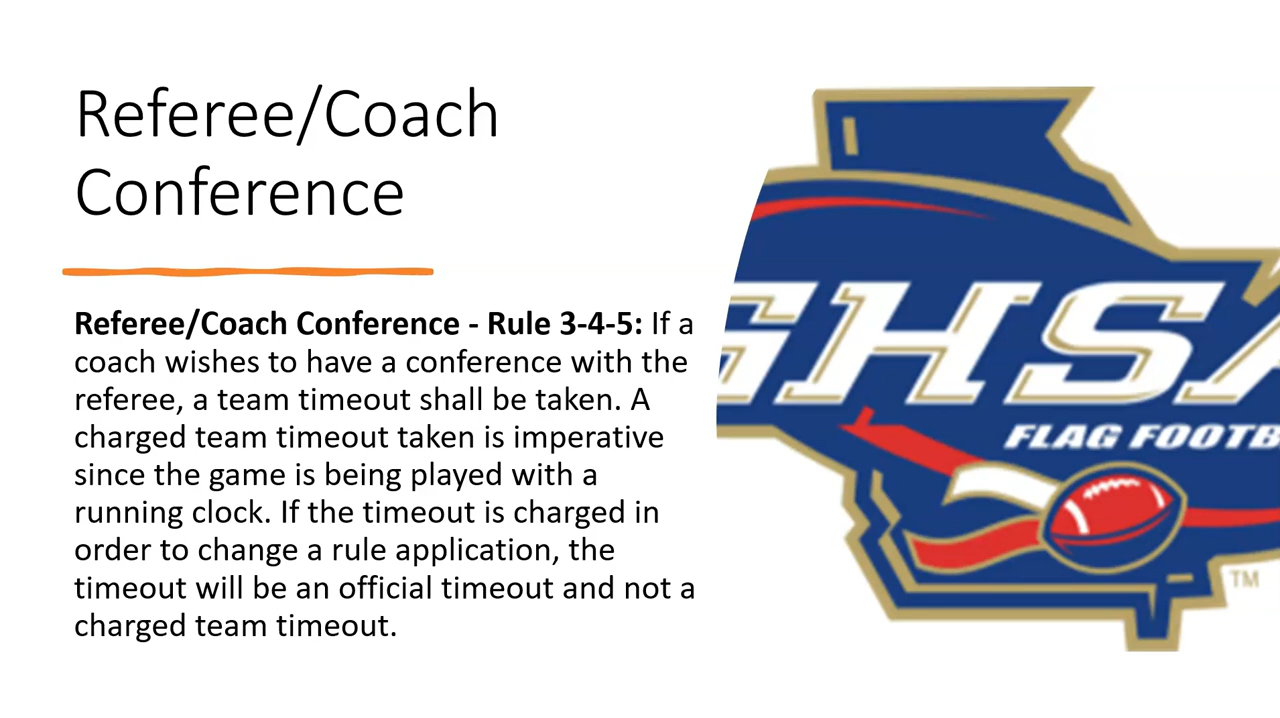 Referee/Coach
Conference
Referee/Coach Conference - Rule 3-4-5: If a
coach wishes to have a conference with the
referee, a team timeout shall be taken. A
charged team timeout taken is imperative
since the game is being played with a
running clock. If the timeout is charged in
order to change a rule application, the
timeout will be an official timeout and not a
charged team timeout.
GHSA
FLAG FOOTB
TM